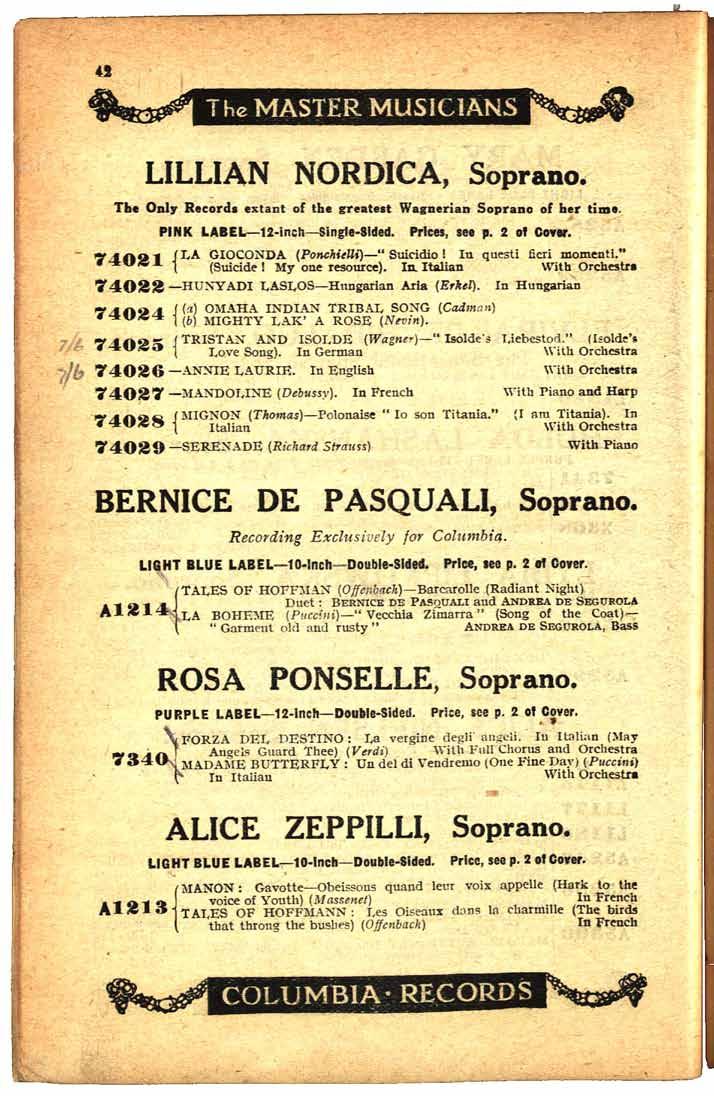 42
The MASTER MUSICIANS
LILLIAN NORDICA, Soprano.
The Only Records extant of the greatest Wagnerian Soprano of her time.
PINK LABEL—12-inch—Single-Sided. Prices, see p. 2 of Cover.
74021 {LA GIOCONDA (Ponchielli)—" Suicidio ! In questi fieri momenti."
(Suicide ! My one resource). In Italian With Orchestra
74022—HUNYADI LASLOS—Hungarian Aria (Erkel). In Hungarian
74024 {(a) OMAHA INDIAN TRIBAL SONG (Cadman)
(b) MIGHTY LAK' A ROSE (Nevin).
7/6 74025 {TRISTAN AND ISOLDE (Wagner)—" Isolde's Liebestod." (Isolde's
Love Song). In German With Orchestra
7/6 74026—ANNIE LAURIE. In English With Orchestra
74027—MANDOLINE (Debussy). In French With Piano and Harp
74028 {MIGNON (Thomas)—Polonaise " Io son Titania." (I am Titania). In
Italian With Orchestra
74029—SERENADE (Richard Strauss) With Piano
BERNICE DE PASQUALI, Soprano.
Recording Exclusively for Columbia.
LIGHT BLUE LABEL—10-Inch—Double-Sided. Price, see p. 2 of Cover.
A1214 {TALES OF HOFFMAN (Offenbach)—Barcarolle (Radiant Night)
Duet : BERNICE DE PASQUALI and ANDREA DE SEGUROLA
LA BOHEME (Puccini)—" Vecchia Zimarra " (Song of the Coat)—
" Garment old and rusty " ANDREA DE SEGUROLA, Bass
ROSA PONSELLE, Soprano.
PURPLE LABEL—12-inch—Double-Sided. Price, see p. 2 of Cover.
7340 {FORZA DEL DESTINO : La vergine degli angeli. In Italian (May
Angels Guard Thee) (Verdi) With Full Chorus and Orchestra
MADAME BUTTERFLY : Un del di Vendremo (One Fine Day) (Puccini)
In Italian With Orchestra
ALICE ZEPPILLI, Soprano.
LIGHT BLUE LABEL—10-inch—Double-Sided. Price, see p. 2 of Cover.
A1213 {MANON : Gavotte—Obeissons quand leur voix appelle (Hark to the
voice of Youth) (Massenet) In French
TALES OF HOFFMANN : Les Oiseaux dans la charmille (The birds
that throng the bushes) (Offenbach) In French
COLUMBIA · RECORDS